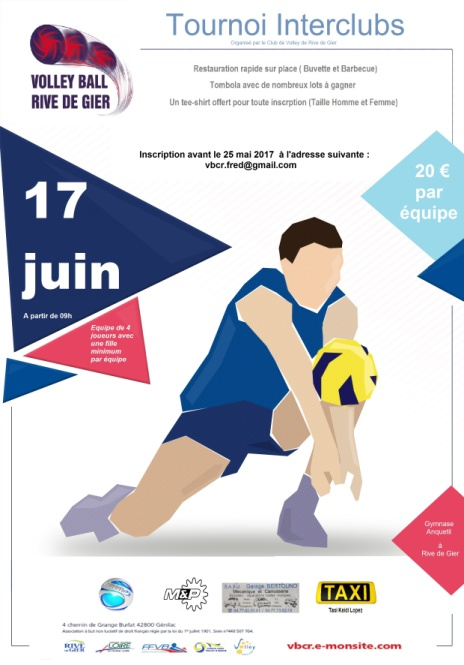 Tournoi Interclubs
Organisé par le Club de Volley de Rive de Gier
VOLLEY BALL
RIVE DE GIER
Restauration rapide sur place ( Buvette et Barbecue)
Tombola avec de nombreux lots à gagner
Un tee-shirt offert pour toute inscrption (Taille Homme et Femme)
Inscription avant le 25 mai 2017 à l'adresse suivante :
vbcr.fred@gmail.com
17
juin
A partir de 09h
20 €
par
équipe
Equipe de 4
joueurs avec
une fille
minimum
par équipe
Gymnase
Anquetil
à
Rive de Gier
M&P
Garage BERTOLINO
Mécanique et Carrosserie
TAXI
Taxi Keldi Lopez
4 chemin de Grange Burlat 42800 Génilac
Association à but non lucratif de droit français régie par la loi du 1er juillet 1901.
RIVE
DE GIER
LOIRE
FFVB
Volley
vbcr.e-monsite.com